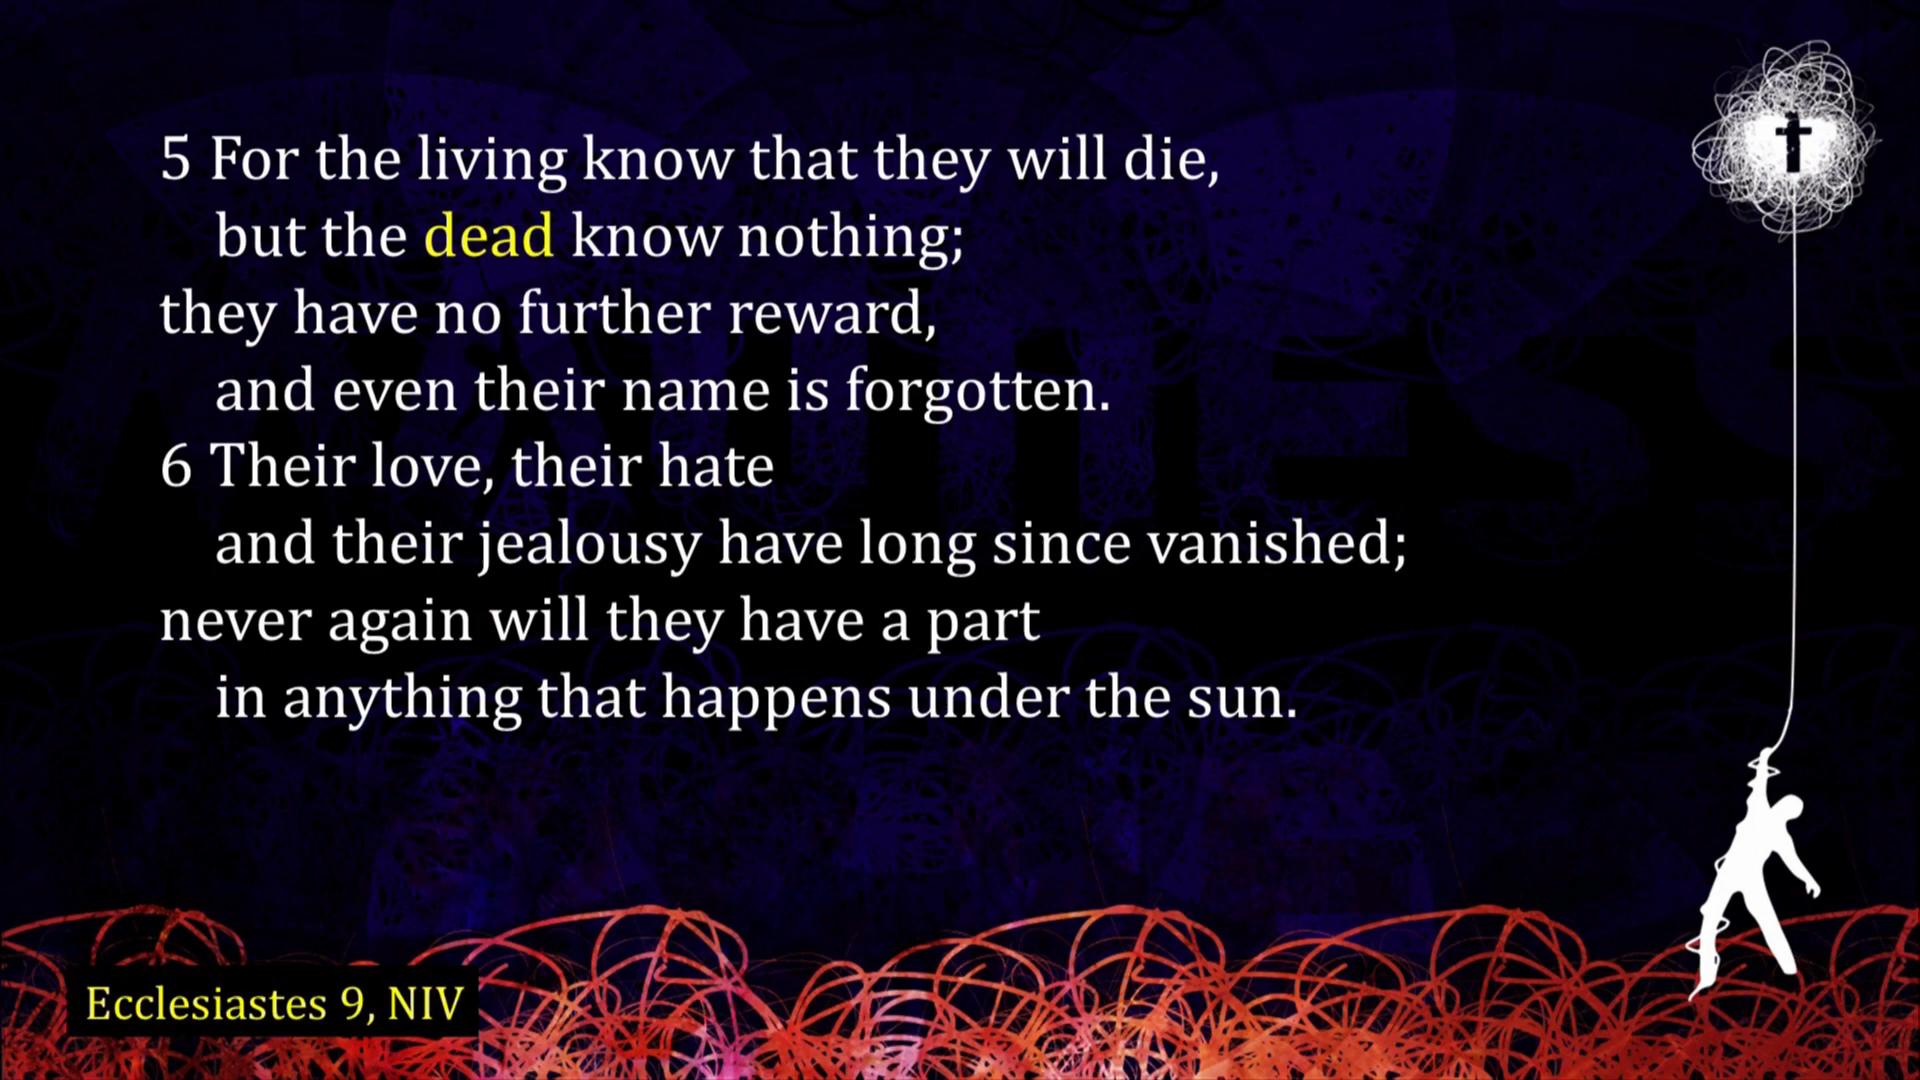 5 For the living know that they will die,
but the dead know nothing;
they have no further reward,
and even their name is forgotten.
6 Their love, their hate
and their jealousy have long since vanished;
never again will they have a part
in anything that happens under the sun.
Ecclesiastes 9, NIV